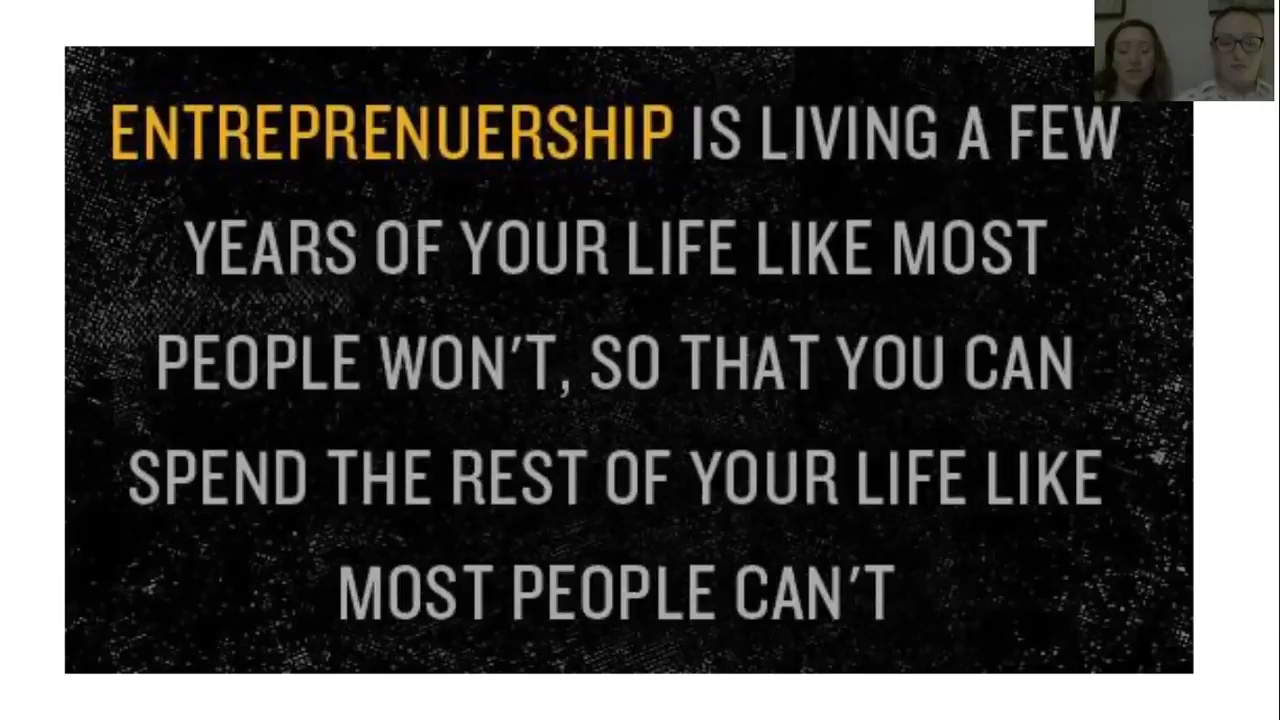 ENTREPRENUERSHIP IS LIVING A FEW
YEARS OF YOUR LIFE LIKE MOST
PEOPLE WON'T, SO THAT YOU CAN
SPEND THE REST OF YOUR LIFE LIKE
MOST PEOPLE CAN'T